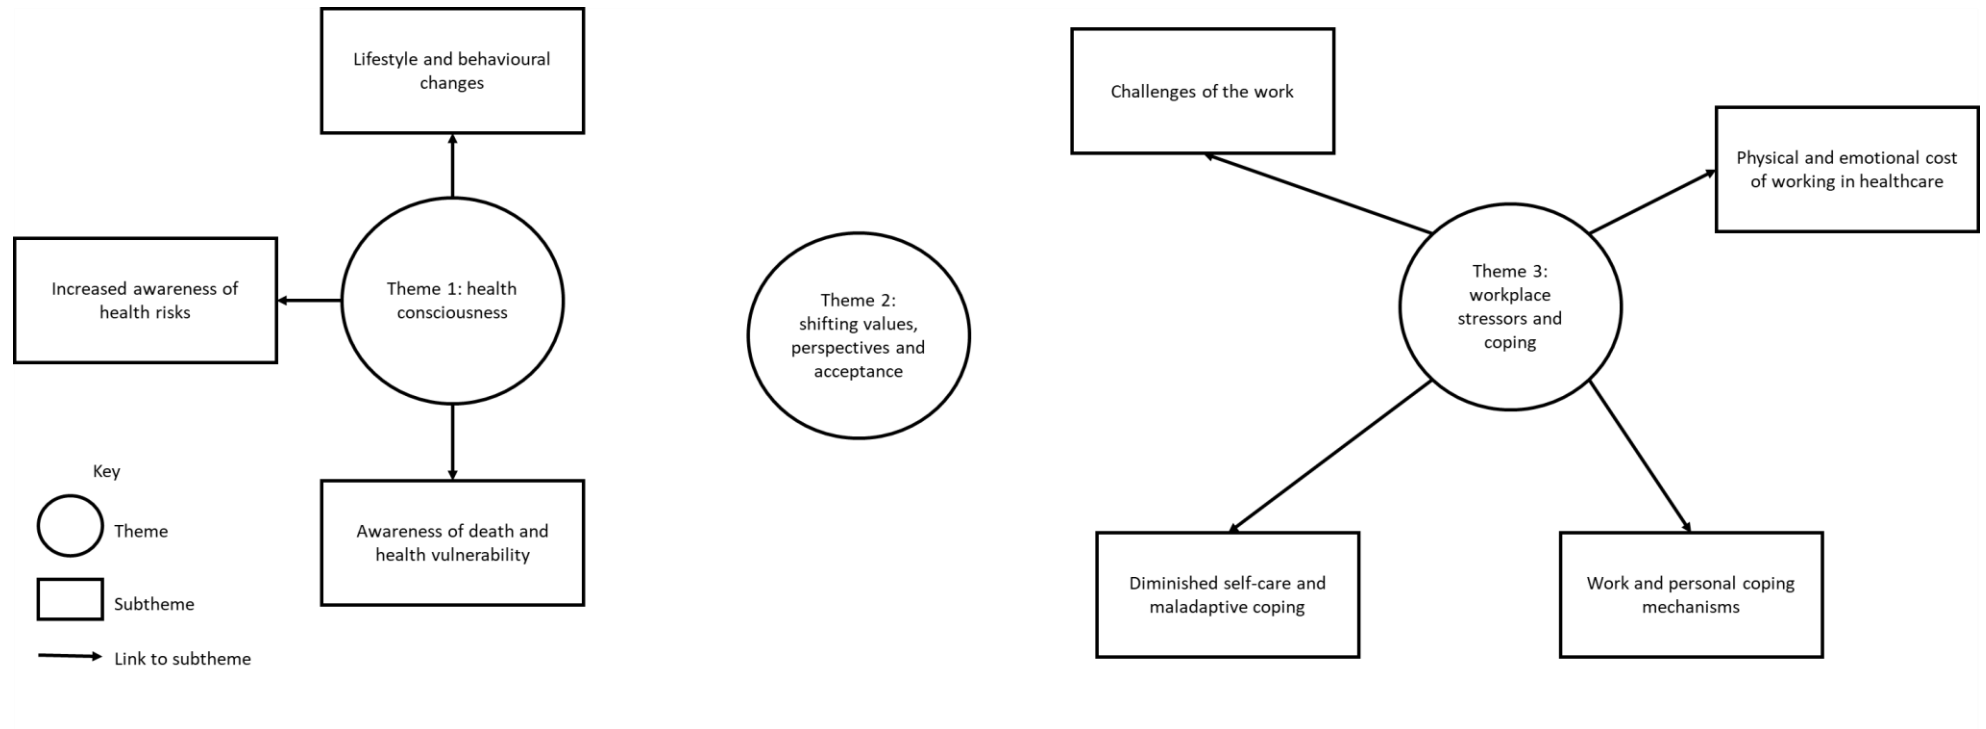 Lifestyle and behavioural
changes
Increased awareness of
health risks
Theme 1: health
consciousness
Awareness of death and
health vulnerability
Key
Theme
Subtheme
Link to subtheme
Theme 2:
shifting values,
perspectives and
acceptance
Challenges of the work
Physical and emotional cost
of working in healthcare
Theme 3:
workplace
stressors and
coping
Diminished self-care and
maladaptive coping
Work and personal coping
mechanisms